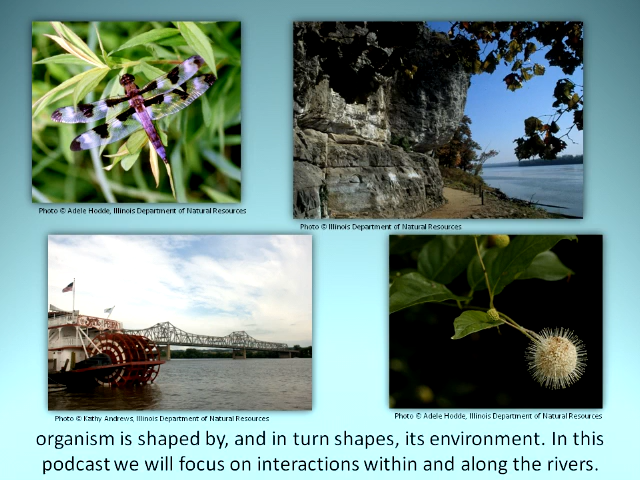 Photo © Adele Hodde, Illinois Department of Natural Resources
Photo © Illinois Department of Natural Resources
Photo © Kathy Andrews, Illinois Department of Natural Resources
Photo © Adele Hodde, Illinois Department of Natural Resources
organism is shaped by, and in turn shapes, its environment. In this
podcast we will focus on interactions within and along the rivers.